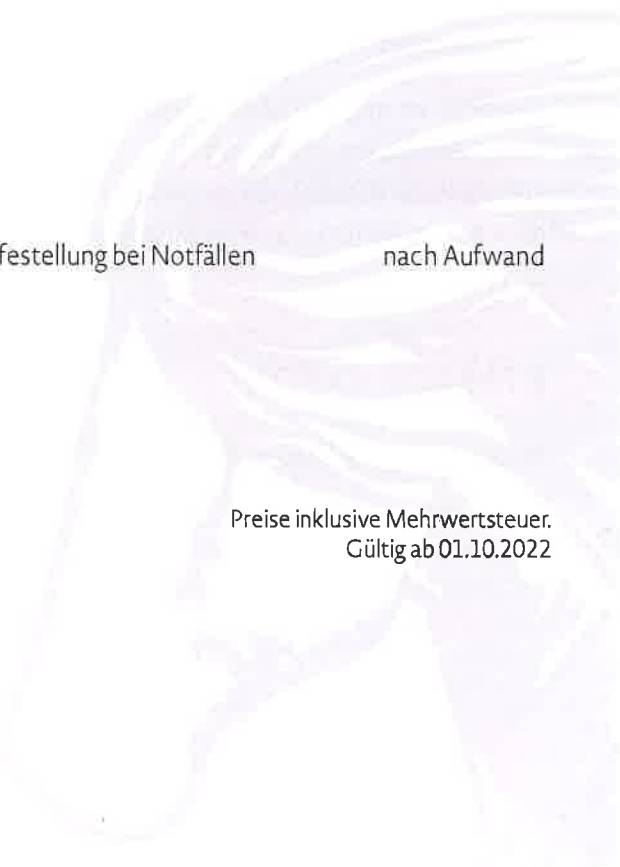 festellung bei Notfällen nach Aufwand
Preise inklusive Mehrwertsteuer.
Gültig ab 01.10.2022